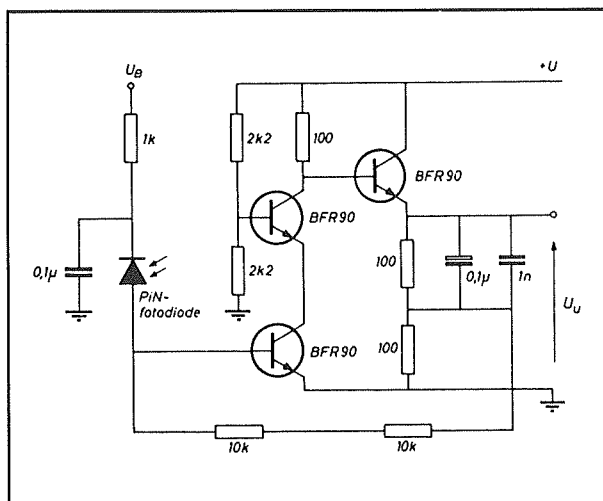 U_B
+U
1k
2k2
100
BFR90
BFR90
2k2
0,1µ
PiN-
fotodiode
100
0,1µ
1n
U_u
BFR90
100
10k
10k